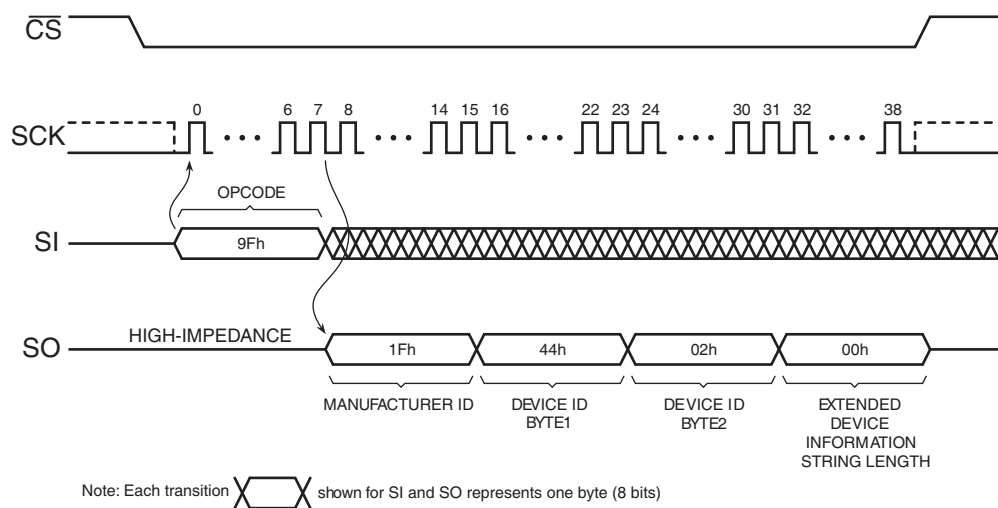 CS
SCK
0 6 7 8 14 15 16 22 23 24 30 31 32 38
OPCODE
SI
9Fh
SO
HIGH-IMPEDANCE
1Fh 44h 02h 00h
MANUFACTURER ID
DEVICE ID
BYTE1
DEVICE ID
BYTE2
EXTENDED
DEVICE
INFORMATION
STRING LENGTH
Note: Each transition shown for SI and SO represents one byte (8 bits)